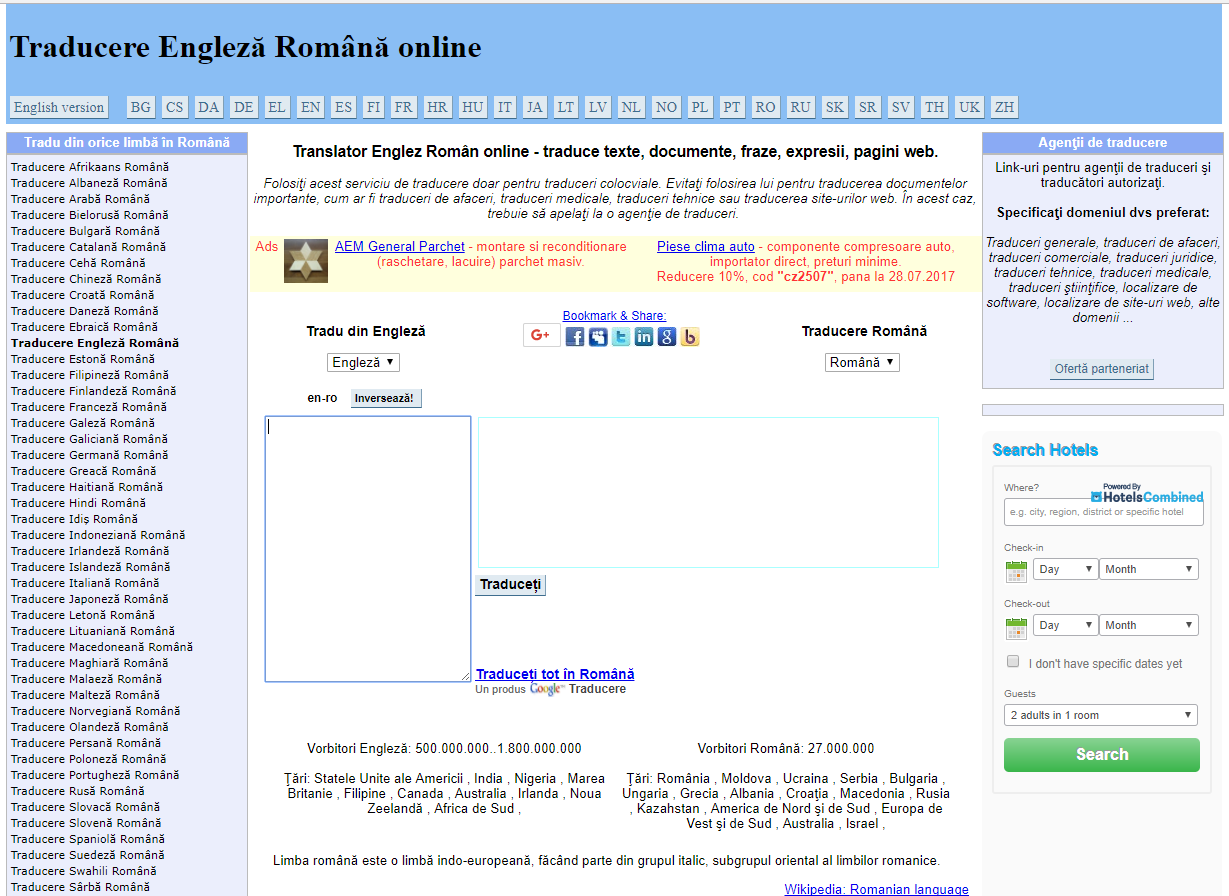 Traducere Engleză Română online
English version BG CS DA DE EL EN ES FI FR HR HU IT JA LT LV NL NO PL PT RO RU SK SR SV TH UK ZH
Tradu din orice limbă în Română
Traducere Afrikaans Română
Traducere Albaneză Română
Traducere Arabă Română
Traducere Bielorusă Română
Traducere Bulgară Română
Traducere Catalană Română
Traducere Cehă Română
Traducere Chineză Română
Traducere Croată Română
Traducere Daneză Română
Traducere Ebraică Română
Traducere Engleză Română
Traducere Estonă Română
Traducere Filipineză Română
Traducere Finlandeză Română
Traducere Franceză Română
Traducere Galeză Română
Traducere Galiciană Română
Traducere Germană Română
Traducere Greacă Română
Traducere Haitiană Română
Traducere Hindi Română
Traducere Idiș Română
Traducere Indoneziană Română
Traducere Irlandeză Română
Traducere Islandeză Română
Traducere Italiană Română
Traducere Japoneză Română
Traducere Letonă Română
Traducere Lituaniană Română
Traducere Macedoneană Română
Traducere Maghiară Română
Traducere Malaeză Română
Traducere Malteză Română
Traducere Norvegiană Română
Traducere Olandeză Română
Traducere Persană Română
Traducere Poloneză Română
Traducere Portugheză Română
Traducere Rusă Română
Traducere Slovacă Română
Traducere Slovenă Română
Traducere Spaniolă Română
Traducere Suedeză Română
Traducere Swahili Română
Traducere Sârbă Română
Translator Englez Român online - traduce texte, documente, fraze, expresii, pagini web.
Folosiţi acest serviciu de traducere doar pentru traduceri colocviale. Evitaţi folosirea lui pentru traducerea documentelor
importante, cum ar fi traduceri de afaceri, traduceri medicale, traduceri tehnice sau traducerea site-urilor web. În acest caz,
trebuie să apelaţi la o agenţie de traduceri.
Ads
AEM General Parchet - montare si reconditionare
(raschetare, lacuire) parchet masiv.
Piese clima auto - componente compresoare auto,
importator direct, preturi minime.
Reducere 10%, cod "cz2507", pana la 28.07.2017
Bookmark & Share:
G+
Tradu din Engleză
Engleză
Traducere Română
Română
en-ro Inversează!
Traduceți
Traduceți tot în Română
Un produs Google™ Traducere
Vorbitori Engleză: 500.000.000..1.800.000.000
Ţări: Statele Unite ale Americii , India , Nigeria , Marea
Britanie , Filipine , Canada , Australia , Irlanda , Noua
Zeelandă , Africa de Sud ,
Vorbitori Română: 27.000.000
Ţări: România , Moldova , Ucraina , Serbia , Bulgaria ,
Ungaria , Grecia , Albania , Croaţia , Macedonia , Rusia
, Kazahstan , America de Nord şi de Sud , Europa de
Vest şi de Sud , Australia , Israel ,
Limba română este o limbă indo-europeană, făcând parte din grupul italic, subgrupul oriental al limbilor romanice.
Wikipedia: Romanian language
Agenţii de traducere
Link-uri pentru agenţii de traduceri şi
traducători autorizaţi.
Specificaţi domeniul dvs preferat:
Traduceri generale, traduceri de afaceri,
traduceri comerciale, traduceri juridice,
traduceri tehnice, traduceri medicale,
traduceri ştiinţifice, localizare de
software, localizare de site-uri web, alte
domenii ...
Ofertă parteneriat
Search Hotels
Where?
Powered By
HotelsCombined
e.g. city, region, district or specific hotel
Check-in
Day Month
Check-out
Day Month
I don't have specific dates yet
Guests
2 adults in 1 room
Search